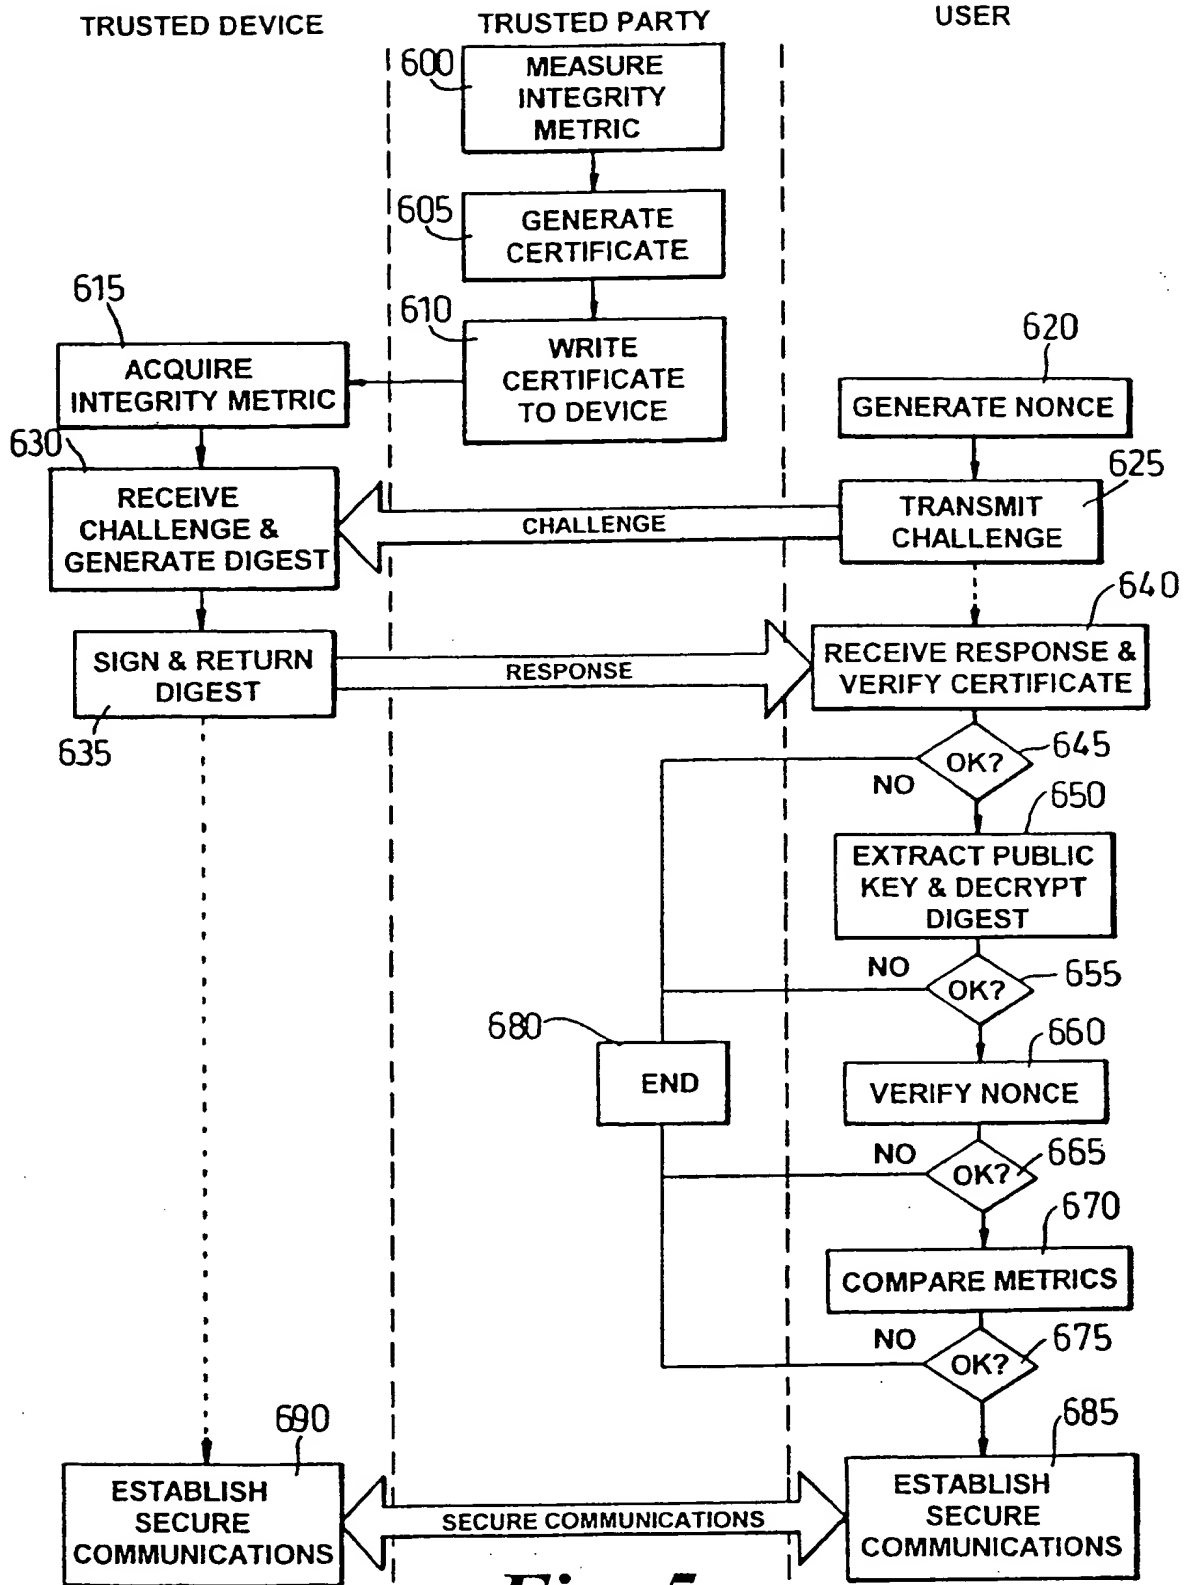 TRUSTED DEVICE
TRUSTED PARTY
USER
600
MEASURE
INTEGRITY
METRIC
605
GENERATE
CERTIFICATE
610
WRITE
CERTIFICATE
TO DEVICE
615
ACQUIRE
INTEGRITY METRIC
620
GENERATE NONCE
625
TRANSMIT
CHALLENGE
CHALLENGE
630
RECEIVE
CHALLENGE &
GENERATE DIGEST
635
SIGN & RETURN
DIGEST
RESPONSE
640
RECEIVE RESPONSE &
VERIFY CERTIFICATE
645
OK?
NO
650
EXTRACT PUBLIC
KEY & DECRYPT
DIGEST
655
OK?
NO
660
VERIFY NONCE
665
OK?
NO
670
COMPARE METRICS
675
OK?
NO
680
END
685
ESTABLISH
SECURE
COMMUNICATIONS
SECURE COMMUNICATIONS
690
ESTABLISH
SECURE
COMMUNICATIONS